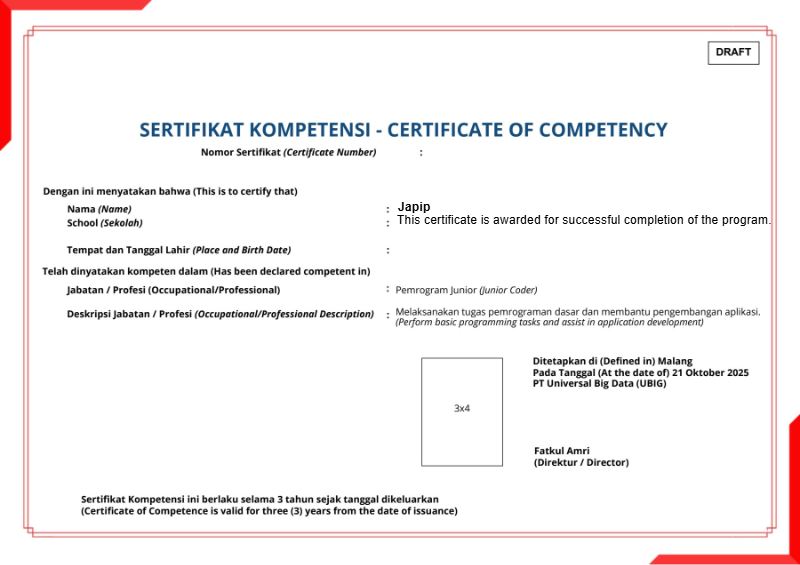 DRAFT
SERTIFIKAT KOMPETENSI - CERTIFICATE OF COMPETENCY
Nomor Sertifikat (Certificate Number) :
Dengan ini menyatakan bahwa (This is to certify that)
Nama (Name) : Japip
School (Sekolah) : This certificate is awarded for successful completion of the program.
Tempat dan Tanggal Lahir (Place and Birth Date) :
Telah dinyatakan kompeten dalam (Has been declared competent in)
Jabatan / Profesi (Occupational/Professional) : Pemrogram Junior (Junior Coder)
Deskripsi Jabatan / Profesi (Occupational/Professional Description) : Melaksanakan tugas pemrograman dasar dan membantu pengembangan aplikasi.
(Perform basic programming tasks and assist in application development)
3x4
Ditetapkan di (Defined in) Malang
Pada Tanggal (At the date of) 21 Oktober 2025
PT Universal Big Data (UBIG)
Fatkul Amri
(Direktur / Director)
Sertifikat Kompetensi ini berlaku selama 3 tahun sejak tanggal dikeluarkan
(Certificate of Competence is valid for three (3) years from the date of issuance)